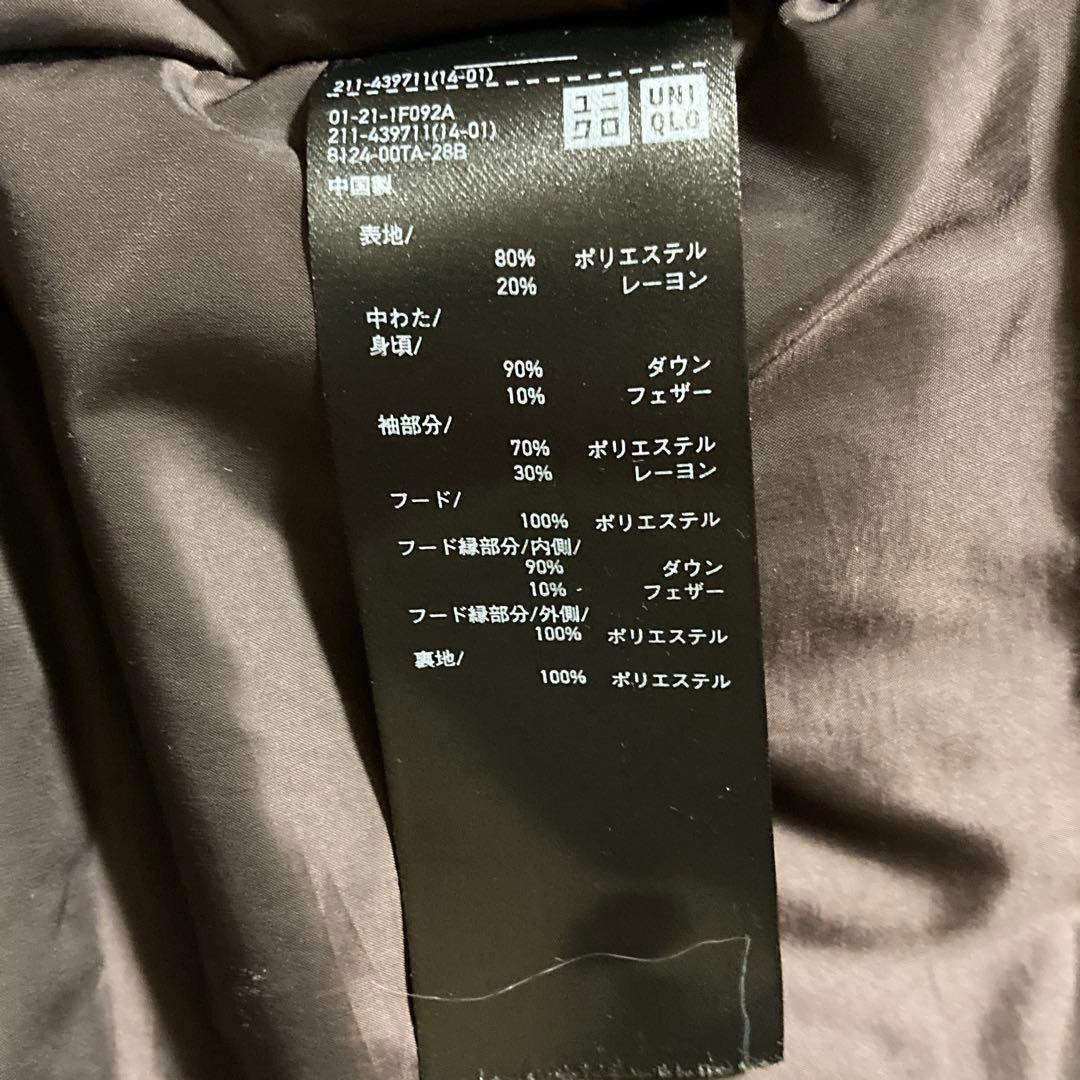 211-439711(14-01)
01-21-1F092A
211-439711(14-01)
8124-00TA-28B
中国製
ユニ
クロ
UNI
QLO
表地/
80% ポリエステル
20% レーヨン
中わた/
身頃/
90% ダウン
10% フェザー
袖部分/
70% ポリエステル
30% レーヨン
フード/
100% ポリエステル
フード縁部分/内側/
90% ダウン
10% フェザー
フード縁部分/外側/
100% ポリエステル
裏地/
100% ポリエステル